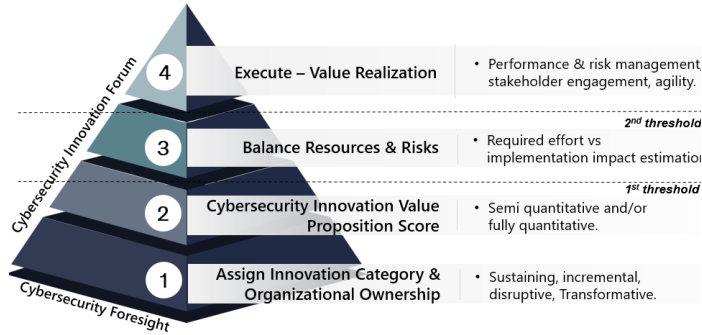 4
Execute – Value Realization
• Performance & risk management,
stakeholder engagement, agility.
2nd threshold
3
Balance Resources & Risks
• Required effort vs
implementation impact estimation
1st threshold
2
Cybersecurity Innovation Value
Proposition Score
• Semi quantitative and/or
fully quantitative.
1
Assign Innovation Category &
Organizational Ownership
• Sustaining, incremental,
disruptive, Transformative.
Cybersecurity Innovation Forum
Cybersecurity Foresight